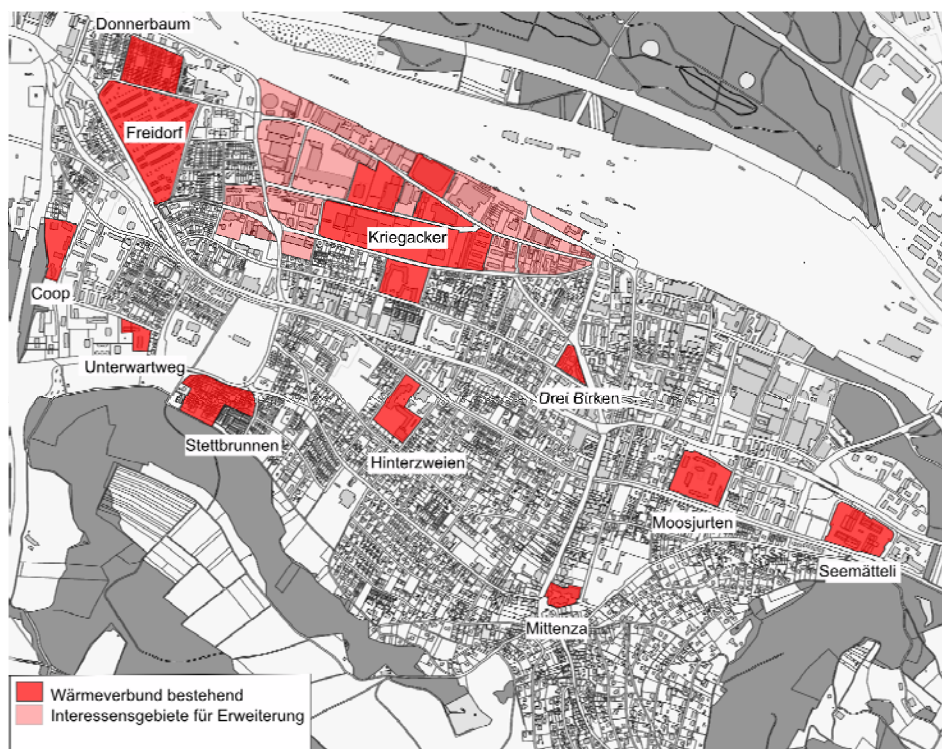 Donnerbaum
Freidorf
Kriegacker
Coop
Unterwartweg
Drei Birken
Stettbrunnen
Hinterzweien
Moosjurten
Seemätteli
Mittenza
Wärmeverbund bestehend
Interessensgebiete für Erweiterung